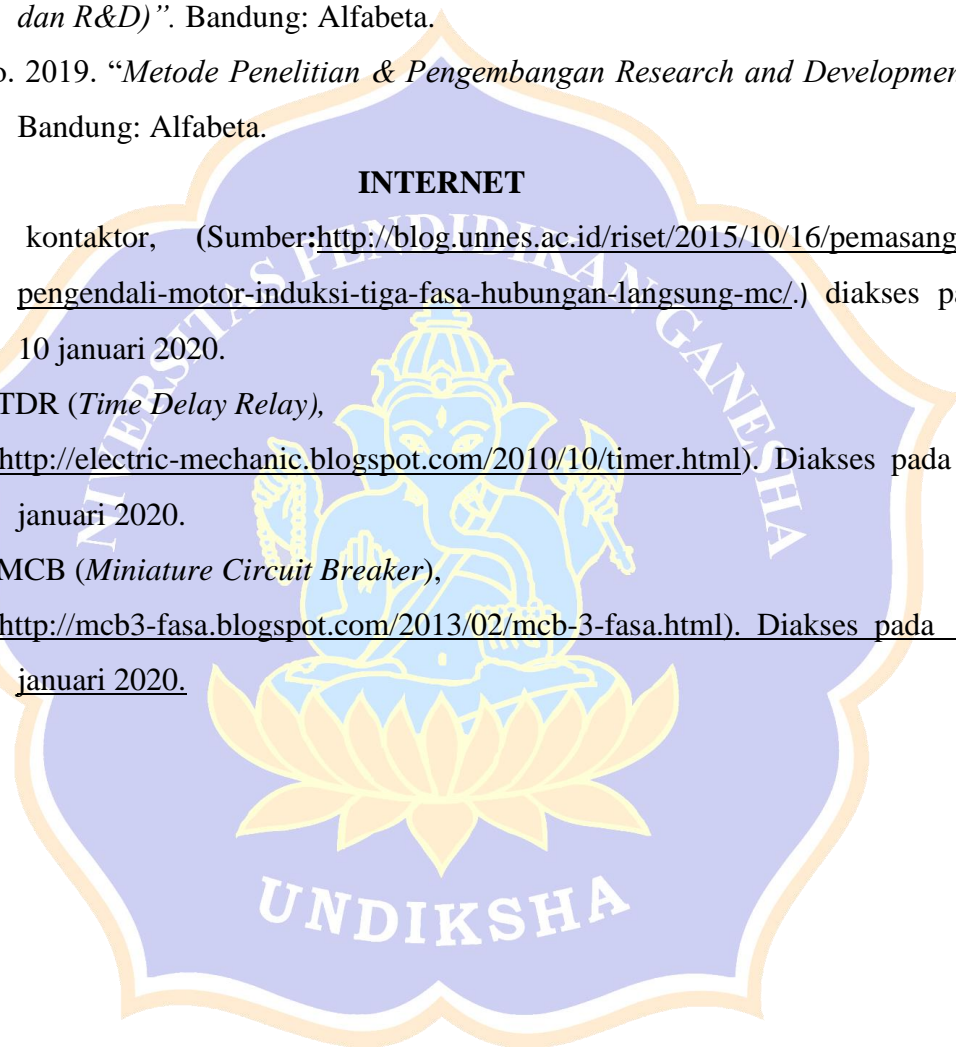 dan R&D)”. Bandung: Alfabeta.
o. 2019. “Metode Penelitian & Pengembangan Research and Developmen
Bandung: Alfabeta.
INTERNET
kontaktor, (Sumber:http://blog.unnes.ac.id/riset/2015/10/16/pemasang
pengendali-motor-induksi-tiga-fasa-hubungan-langsung-mc/.) diakses pa
10 januari 2020.
TDR (Time Delay Relay),
http://electric-mechanic.blogspot.com/2010/10/timer.html). Diakses pada
januari 2020.
MCB (Miniature Circuit Breaker),
http://mcb3-fasa.blogspot.com/2013/02/mcb-3-fasa.html). Diakses pada
januari 2020.
NIVERSITAS PENDIDIKAN GANESHA
UNDIKSHA